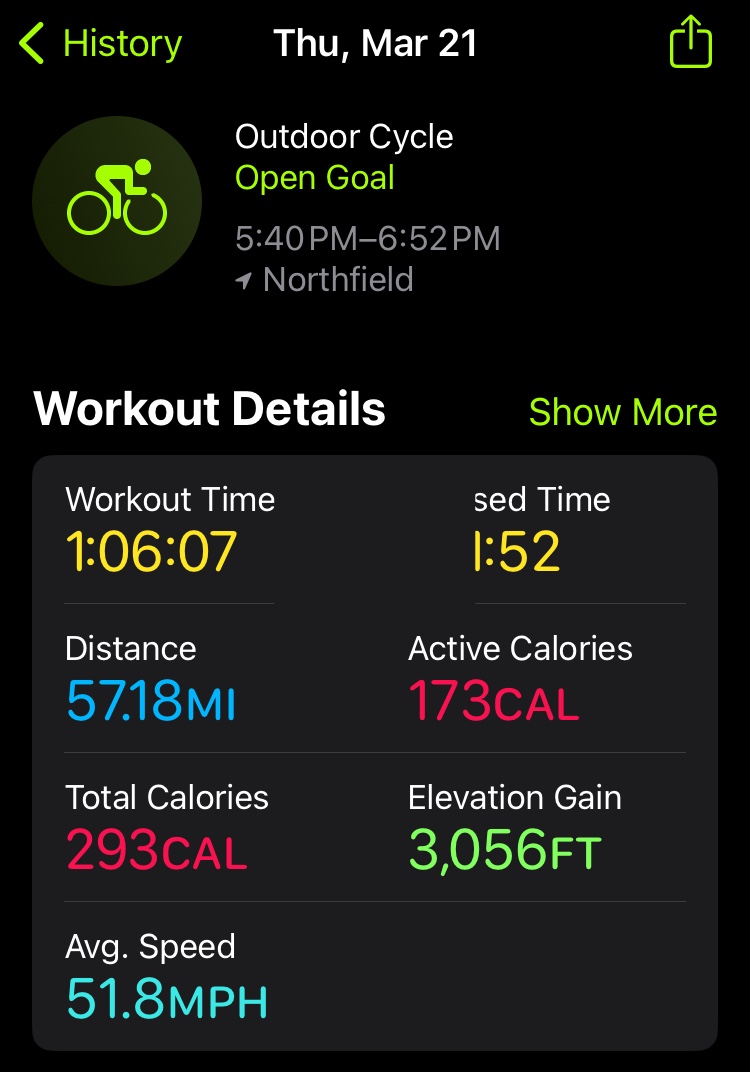 History
Thu, Mar 21
Outdoor Cycle
Open Goal
5:40 PM–6:52 PM
Northfield
Workout Details
Show More
Workout Time
sed Time
1:06:07
1:52
Distance
Active Calories
57.18MI
173CAL
Total Calories
Elevation Gain
293CAL
3,056FT
Avg. Speed
51.8MPH